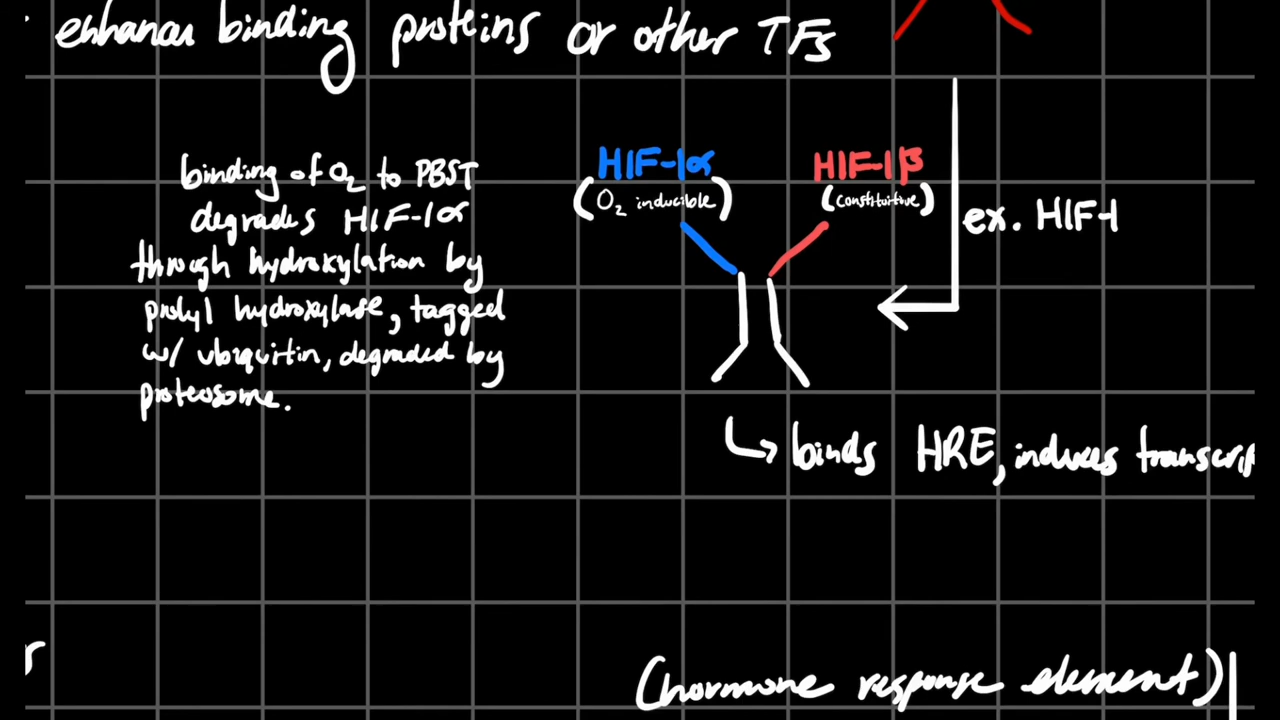 enhancer binding proteins or other TFs
binding of O₂ to PBST
degrades HIF-1α
through hydroxylation by
prolyl hydroxylase, tagged
w/ ubiquitin, degraded by
proteosome.
HIF-1α
(O₂ inducible)
HIF-1β
(constituitive)
ex. HIF-1
binds HRE, induces transcrip
r
(hormone response element)